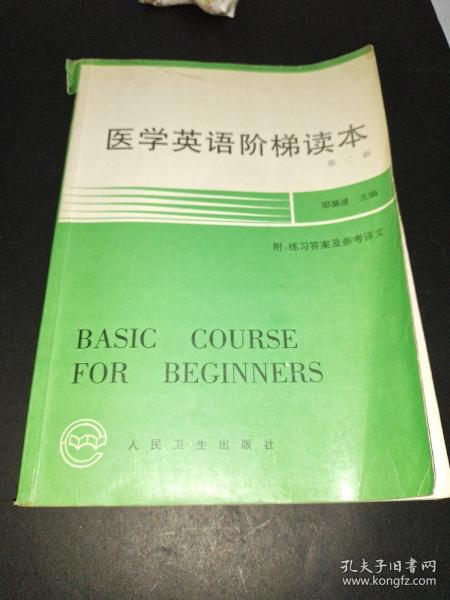 医学英语阶梯读本
第二版
邵循道 主编
附:练习答案及参考译文
BASIC COURSE
FOR BEGINNERS
人民卫生出版社
孔夫子旧书网
www.kongfz.com